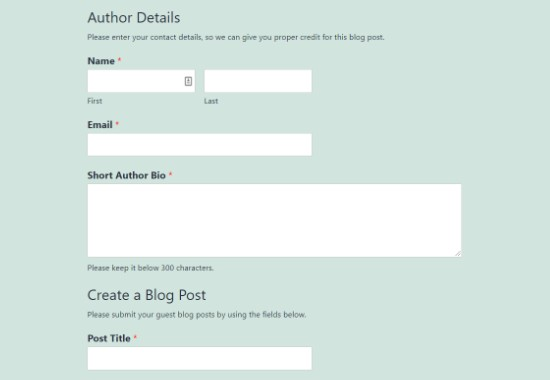 Author Details
Please enter your contact details, so we can give you proper credit for this blog post.
Name *
First Last
Email *
Short Author Bio *
Please keep it below 300 characters.
Create a Blog Post
Please submit your guest blog posts by using the fields below.
Post Title *